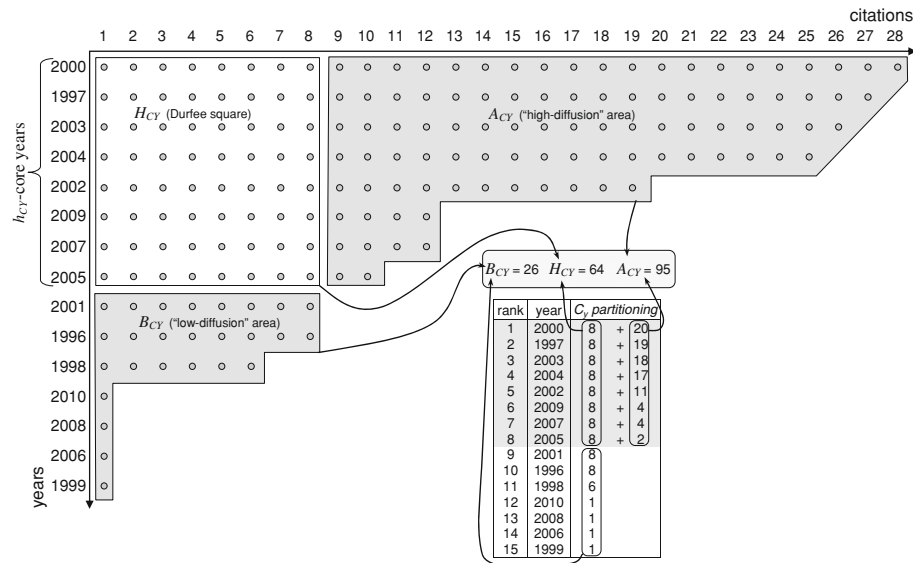 citations
1 2 3 4 5 6 7 8 9 10 11 12 13 14 15 16 17 18 19 20 21 22 23 24 25 26 27 28
2000
1997
H_CY (Durfee square)
A_CY ("high-diffusion" area)
2003
2004
h_CY-core years
2002
2009
2007
2005
B_CY = 26 H_CY = 64 A_CY = 95
2001
B_CY ("low-diffusion" area)
1996
1998
2010
2008
2006
1999
years
rank year C_y partitioning
1 2000 8 + 20
2 1997 8 + 19
3 2003 8 + 18
4 2004 8 + 17
5 2002 8 + 11
6 2009 8 + 4
7 2007 8 + 4
8 2005 8 + 2
9 2001 8
10 1996 8
11 1998 6
12 2010 1
13 2008 1
14 2006 1
15 1999 1